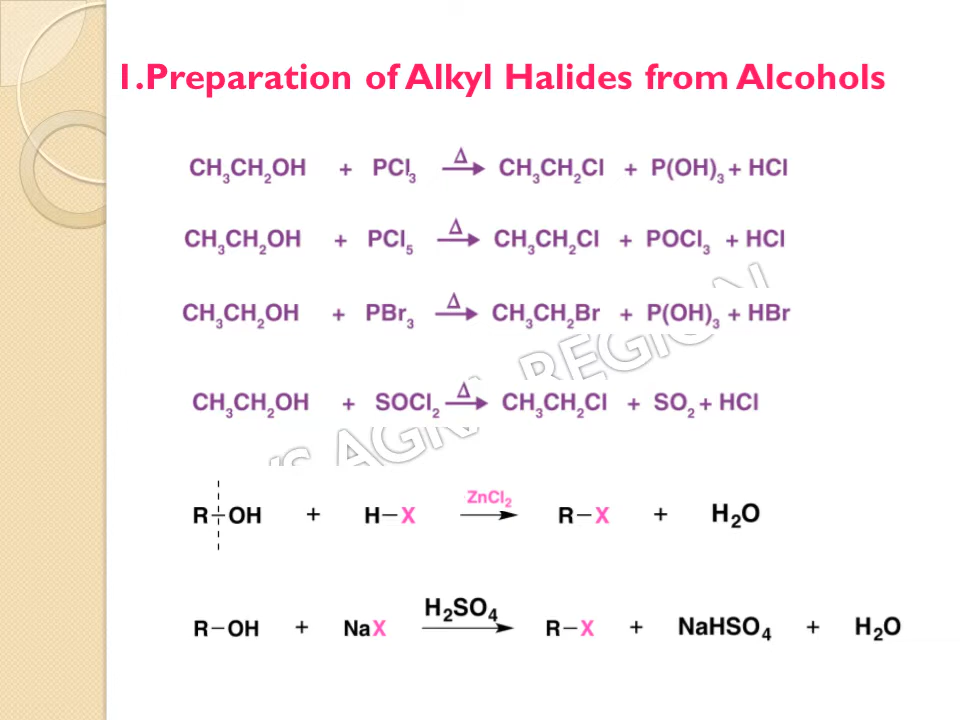 1.Preparation of Alkyl Halides from Alcohols
CH₃CH₂OH + PCl₃ Δ→ CH₃CH₂Cl + P(OH)₃ + HCl
CH₃CH₂OH + PCl₅ Δ→ CH₃CH₂Cl + POCl₃ + HCl
CH₃CH₂OH + PBr₃ Δ→ CH₃CH₂Br + P(OH)₃ + HBr
CH₃CH₂OH + SOCl₂ Δ→ CH₃CH₂Cl + SO₂ + HCl
REGION
R–OH + H–X ZnCl₂→ R–X + H₂O
R–OH + NaX H₂SO₄→ R–X + NaHSO₄ + H₂O